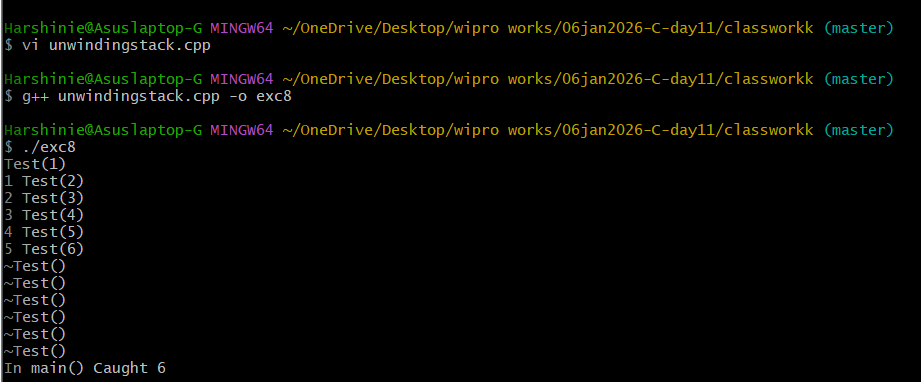 Harshinie@Asuslaptop-G MINGW64 ~/OneDrive/Desktop/wipro works/06jan2026-C-day11/classworkk (master)
$ vi unwindingstack.cpp
Harshinie@Asuslaptop-G MINGW64 ~/OneDrive/Desktop/wipro works/06jan2026-C-day11/classworkk (master)
$ g++ unwindingstack.cpp -o exc8
Harshinie@Asuslaptop-G MINGW64 ~/OneDrive/Desktop/wipro works/06jan2026-C-day11/classworkk (master)
$ ./exc8
Test(1)
1 Test(2)
2 Test(3)
3 Test(4)
4 Test(5)
5 Test(6)
~Test()
~Test()
~Test()
~Test()
~Test()
~Test()
In main() Caught 6